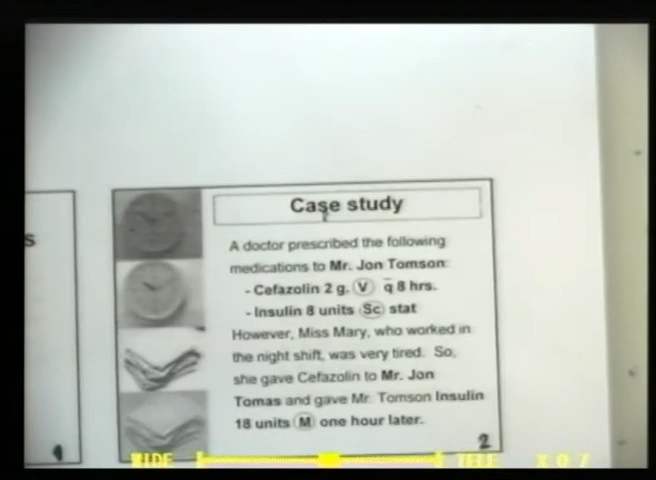 s
Case study
A doctor prescribed the following
medications to Mr. Jon Tomson:
- Cefazolin 2 g. V q̄ 8 hrs.
- Insulin 8 units Sc stat
However, Miss Mary, who worked in
the night shift, was very tired. So,
she gave Cefazolin to Mr. Jon
Tomas and gave Mr. Tomson Insulin
18 units M one hour later.
2
WIDE TELE X 0 7